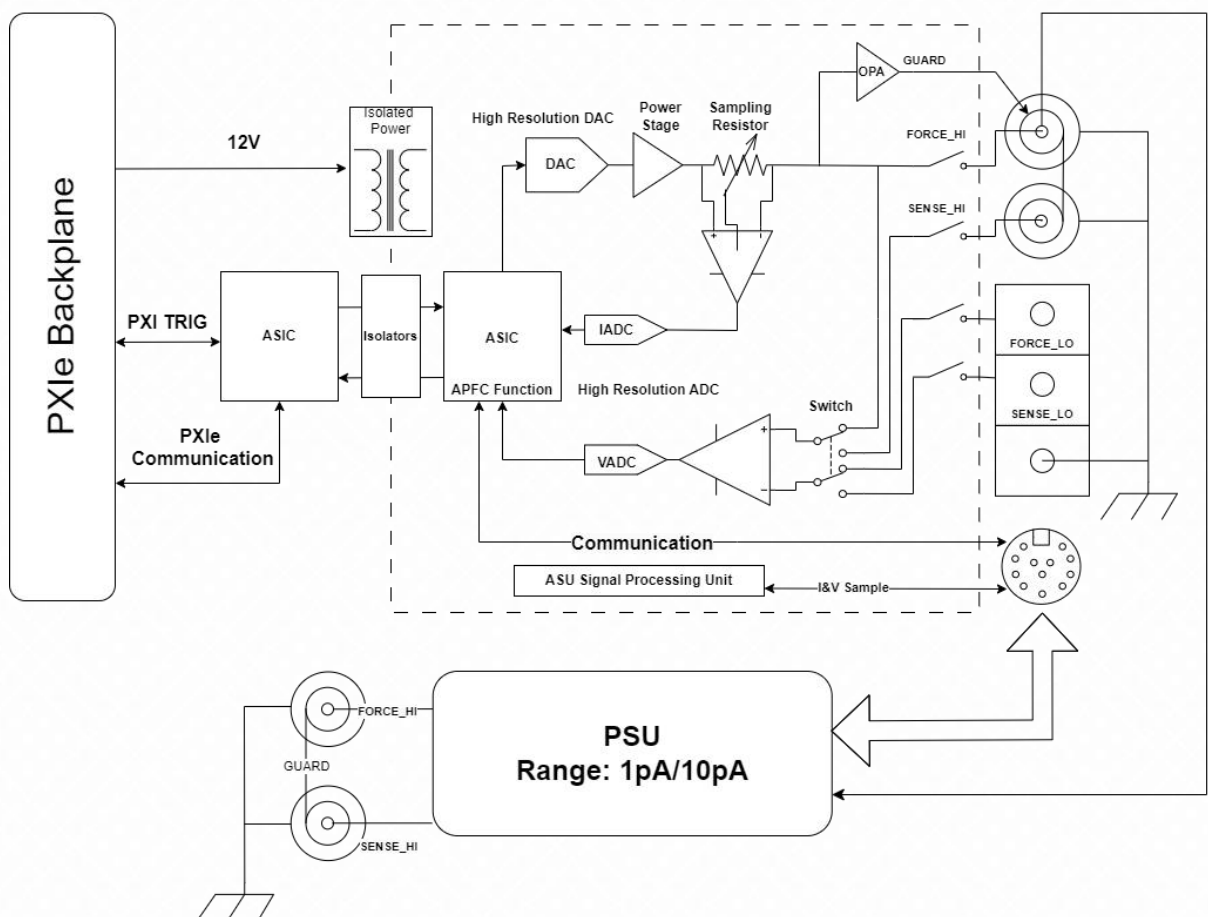 PXIe Backplane
12V
Isolated
Power
High Resolution DAC
DAC
Power
Stage
Sampling
Resistor
OPA
GUARD
FORCE_HI
SENSE_HI
PXI TRIG
ASIC
Isolators
ASIC
APFC Function
IADC
High Resolution ADC
FORCE_LO
SENSE_LO
Switch
PXIe
Communication
VADC
+
−
+
-
Communication
ASU Signal Processing Unit
I&V Sample
FORCE_HI
GUARD
SENSE_HI
PSU
Range: 1pA/10pA